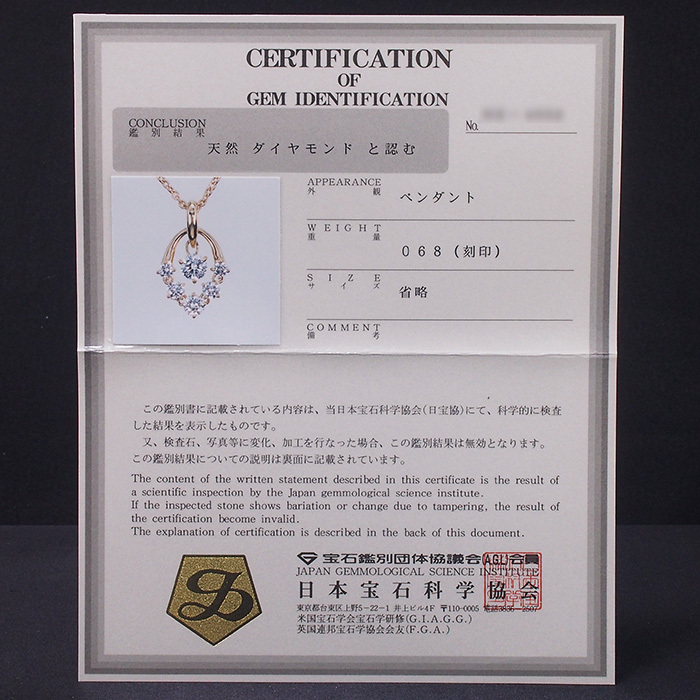 CERTIFICATION
OF
GEM IDENTIFICATION
CONCLUSION
鑑別結果
天然 ダイヤモンド と認む
No.
APPEARANCE
外観
ペンダント
WEIGHT
重量
068(刻印)
SIZE
サイズ
省略
COMMENT
備考
この鑑別書に記載されている内容は、当日本宝石科学協会(日宝協)にて、科学的に検査
した結果を表示したものです。
又、検査石、写真等に変化、加工を行なった場合、この鑑別結果は無効となります。
この鑑別結果についての説明は裏面に記載されています。
The content of the written statement described in this certificate is the result of
a scientific inspection by the Japan gemmological science institute.
If the inspected stone shows bariation or change due to tampering, the result of
the certification become invalid.
The explanation of certification is described in the back of this document.
宝石鑑別団体協議会(AGL)会員
JAPAN GEMMOLOGICAL SCIENCE INSTITUTE
日本宝石科学協会
東京都台東区上野5-22-1 井上ビル4F 〒110-0005 電話3836-2507
米国宝石学会宝石学研修(G.I.A.G.G.)
英国連邦宝石学協会会友(F.G.A.)